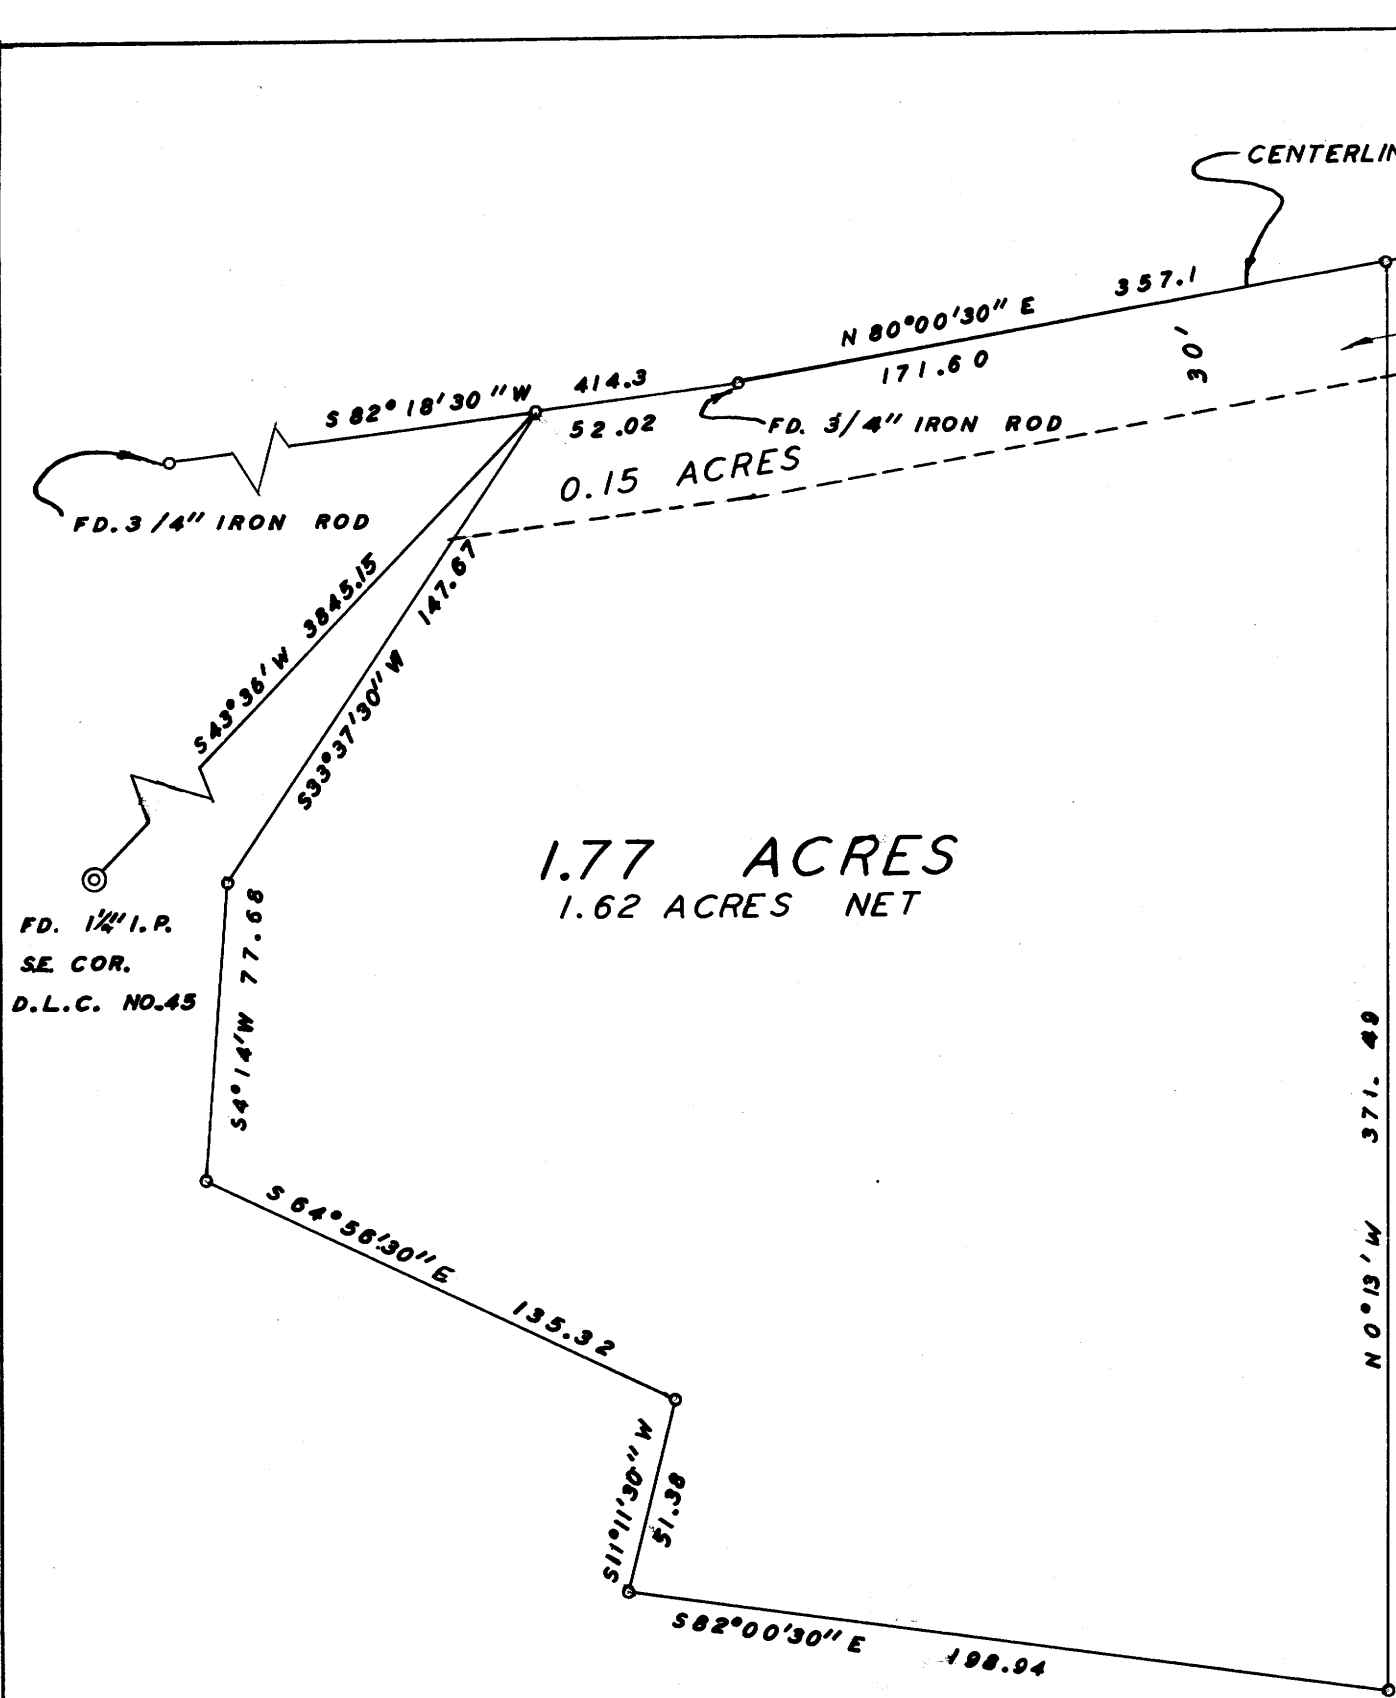 CENTERLIN
357.1
N 80°00'30" E
171.60
30'
414.3
S 82°18'30" W
52.02
FD. 3/4" IRON ROD
0.15 ACRES
FD. 3/4" IRON ROD
S43°36'W 3845.15
S33°37'30" W 147.67
1.77 ACRES
1.62 ACRES NET
FD. 1¼" I.P.
S.E. COR.
D.L.C. NO.45
S4°14'W 77.68
N0°13'W 371.49
S 64°56'30" E 135.32
S11°11'30" W
51.38
S82°00'30" E 198.94